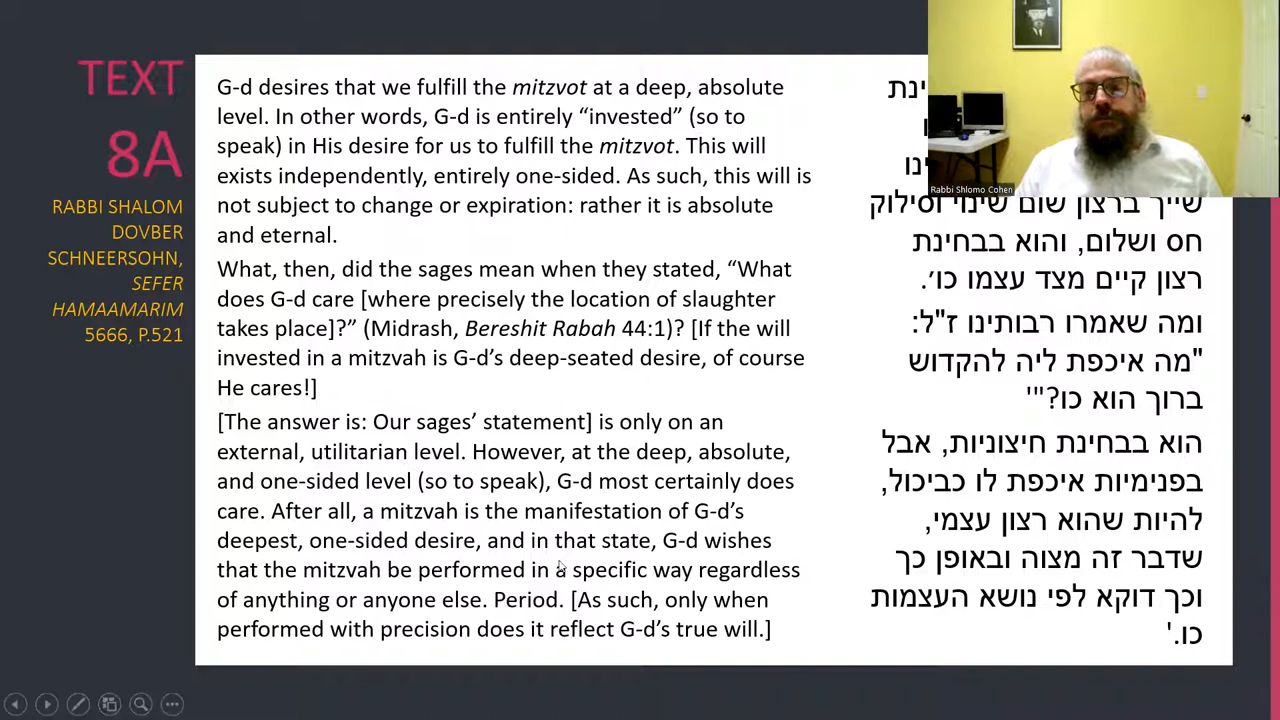 TEXT
8A
RABBI SHALOM
DOVBER
SCHNEERSOHN,
SEFER
HAMAAMARIM
5666, P.521
G-d desires that we fulfill the mitzvot at a deep, absolute
level. In other words, G-d is entirely “invested” (so to
speak) in His desire for us to fulfill the mitzvot. This will
exists independently, entirely one-sided. As such, this will is
not subject to change or expiration: rather it is absolute
and eternal.
What, then, did the sages mean when they stated, “What
does G-d care [where precisely the location of slaughter
takes place]?” (Midrash, Bereshit Rabah 44:1)? [If the will
invested in a mitzvah is G-d’s deep-seated desire, of course
He cares!]
[The answer is: Our sages’ statement] is only on an
external, utilitarian level. However, at the deep, absolute,
and one-sided level (so to speak), G-d most certainly does
care. After all, a mitzvah is the manifestation of G-d’s
deepest, one-sided desire, and in that state, G-d wishes
that the mitzvah be performed in a specific way regardless
of anything or anyone else. Period. [As such, only when
performed with precision does it reflect G-d’s true will.]
שייך ברצון שום שינוי וסילוק
חס ושלום, והוא בבחינת
רצון קיים מצד עצמו כו׳.
ומה שאמרו רבותינו ז"ל:
"מה איכפת ליה להקדוש
ברוך הוא כו?"'
הוא בבחינת חיצוניות, אבל
בפנימיות איכפת לו כביכול,
להיות שהוא רצון עצמי,
שדבר זה מצוה ובאופן כך
וכך דוקא לפי נושא העצמות
כו.'
Rabbi Shlomo Cohen